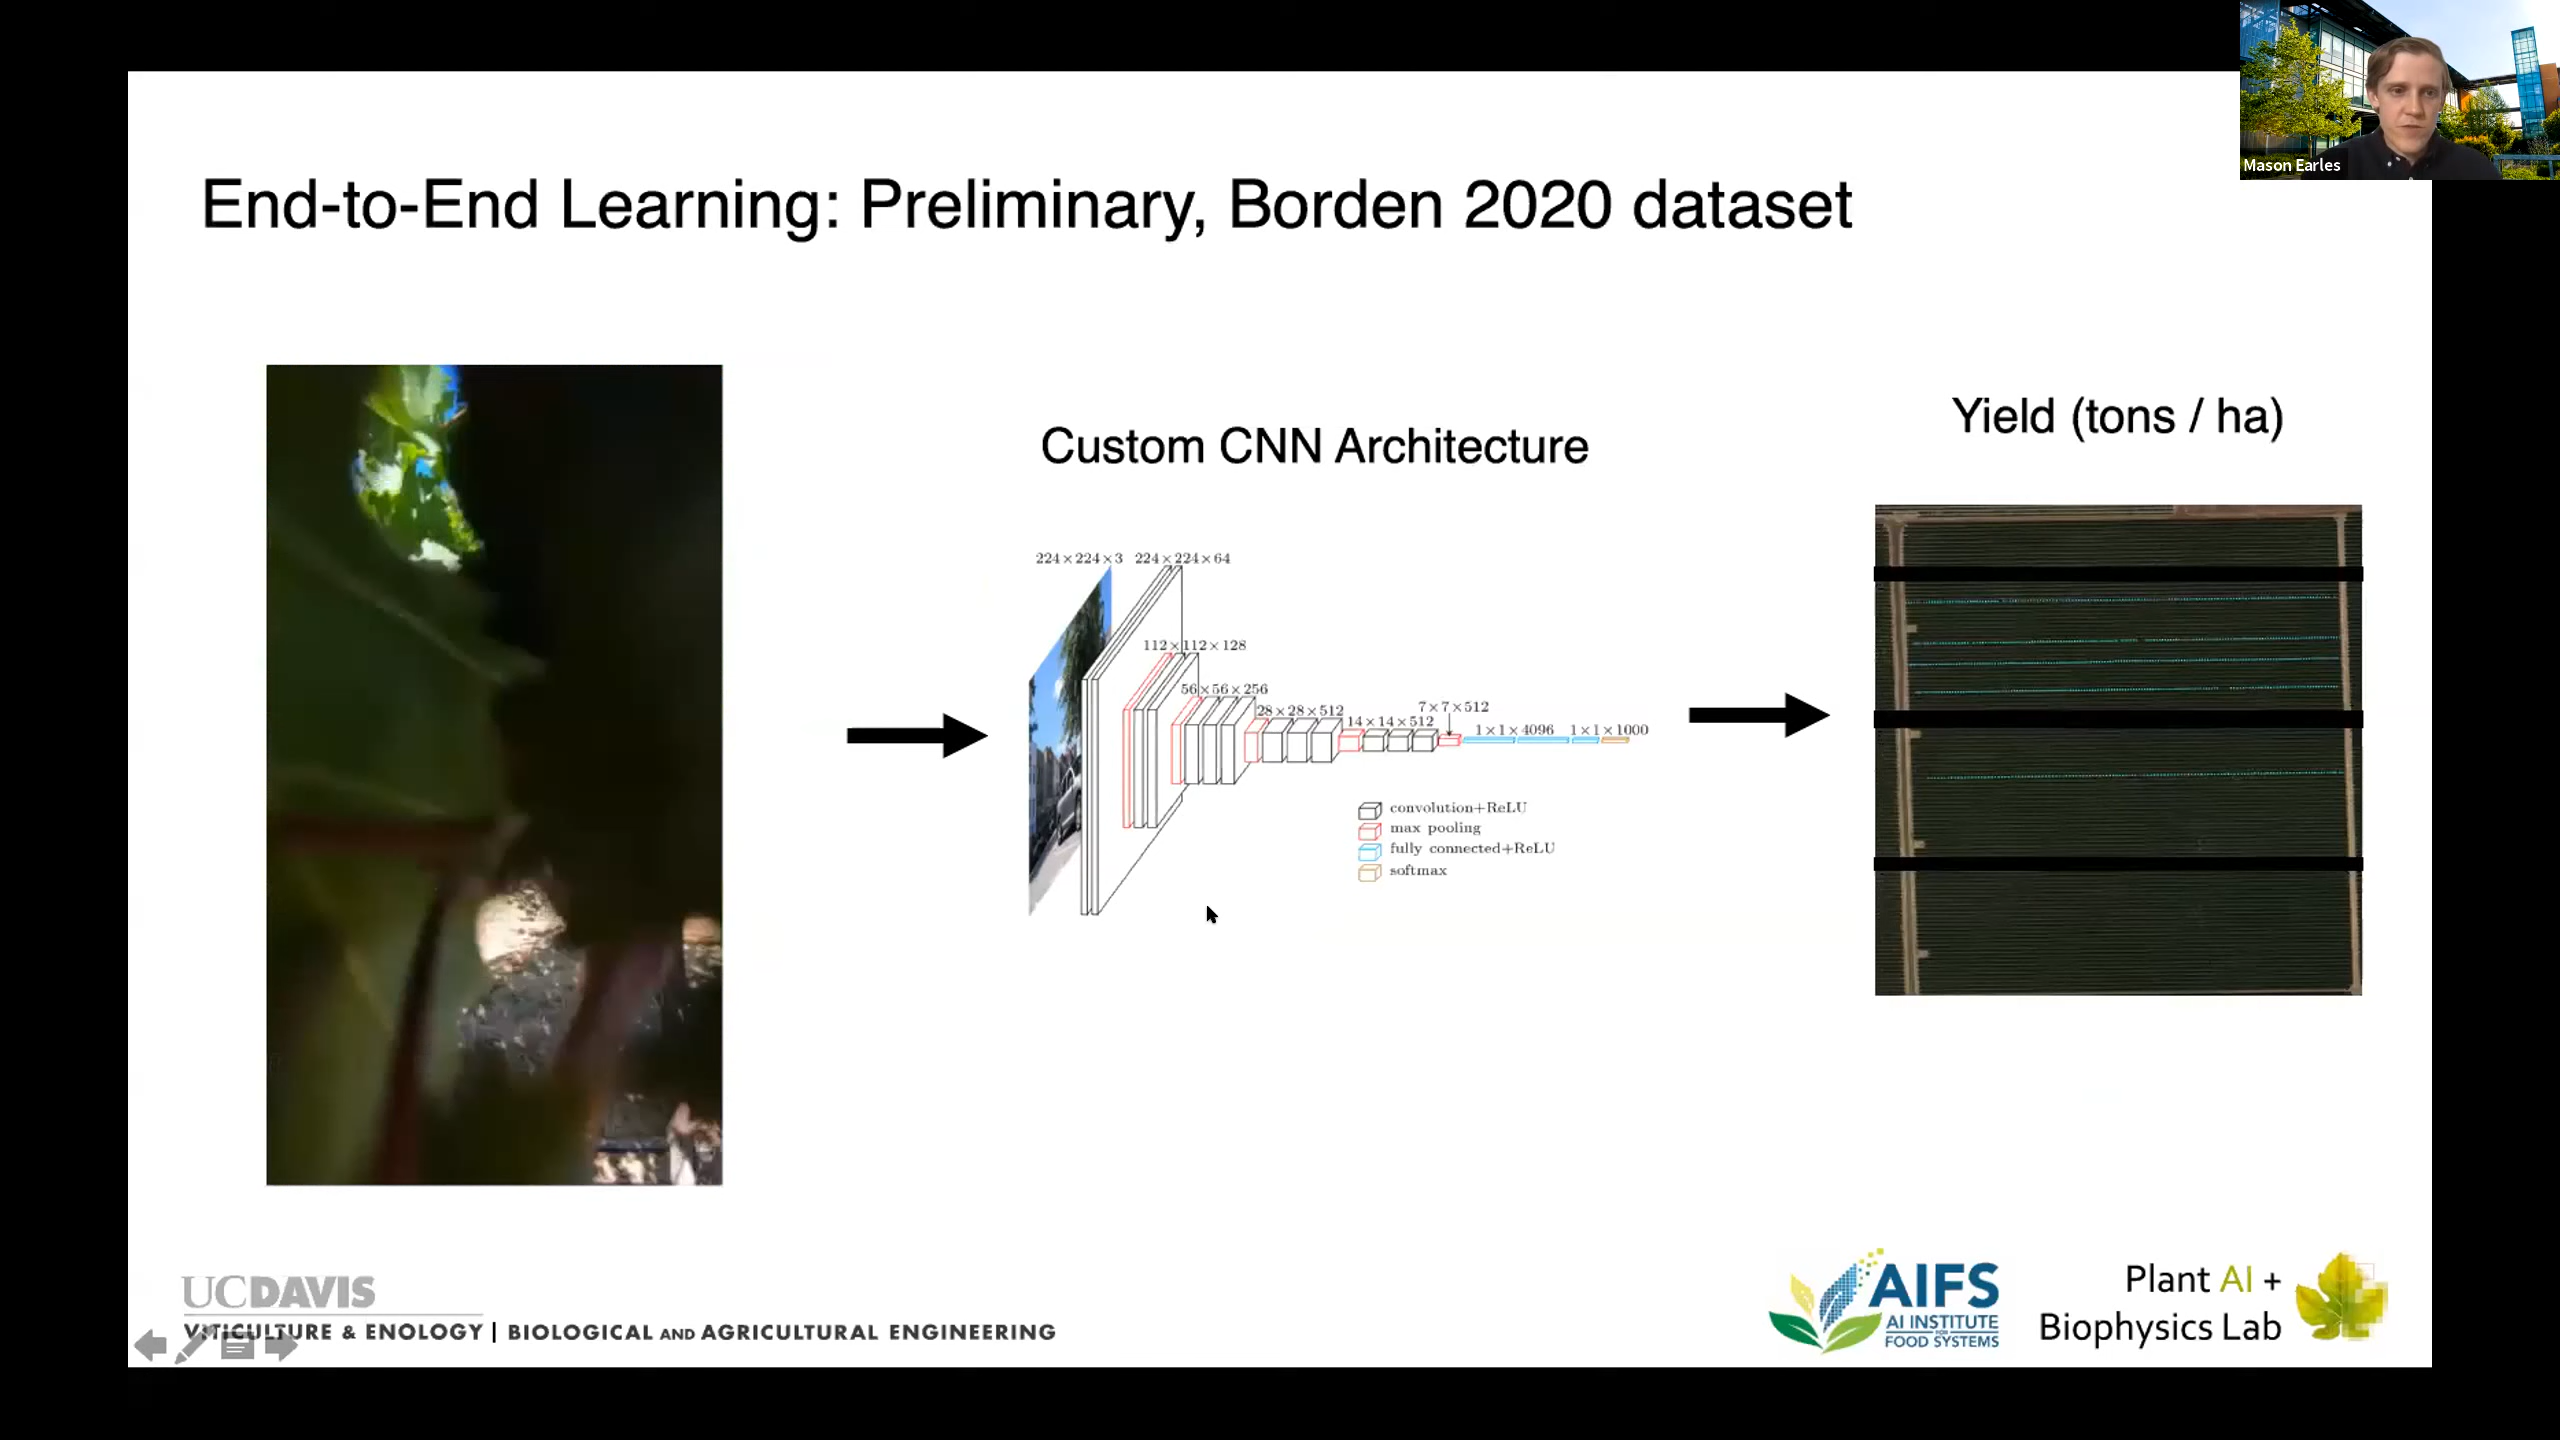 Mason Earles
End-to-End Learning: Preliminary, Borden 2020 dataset
Custom CNN Architecture
Yield (tons / ha)
224×224×3 224×224×64
112×112×128
56×56×256
28×28×512
14×14×512
7×7×512
1×1×4096 1×1×1000
convolution+ReLU
max pooling
fully connected+ReLU
softmax
UCDAVIS
VITICULTURE & ENOLOGY | BIOLOGICAL AND AGRICULTURAL ENGINEERING
AIFS
AI INSTITUTE
FOR
FOOD SYSTEMS
Plant AI +
Biophysics Lab